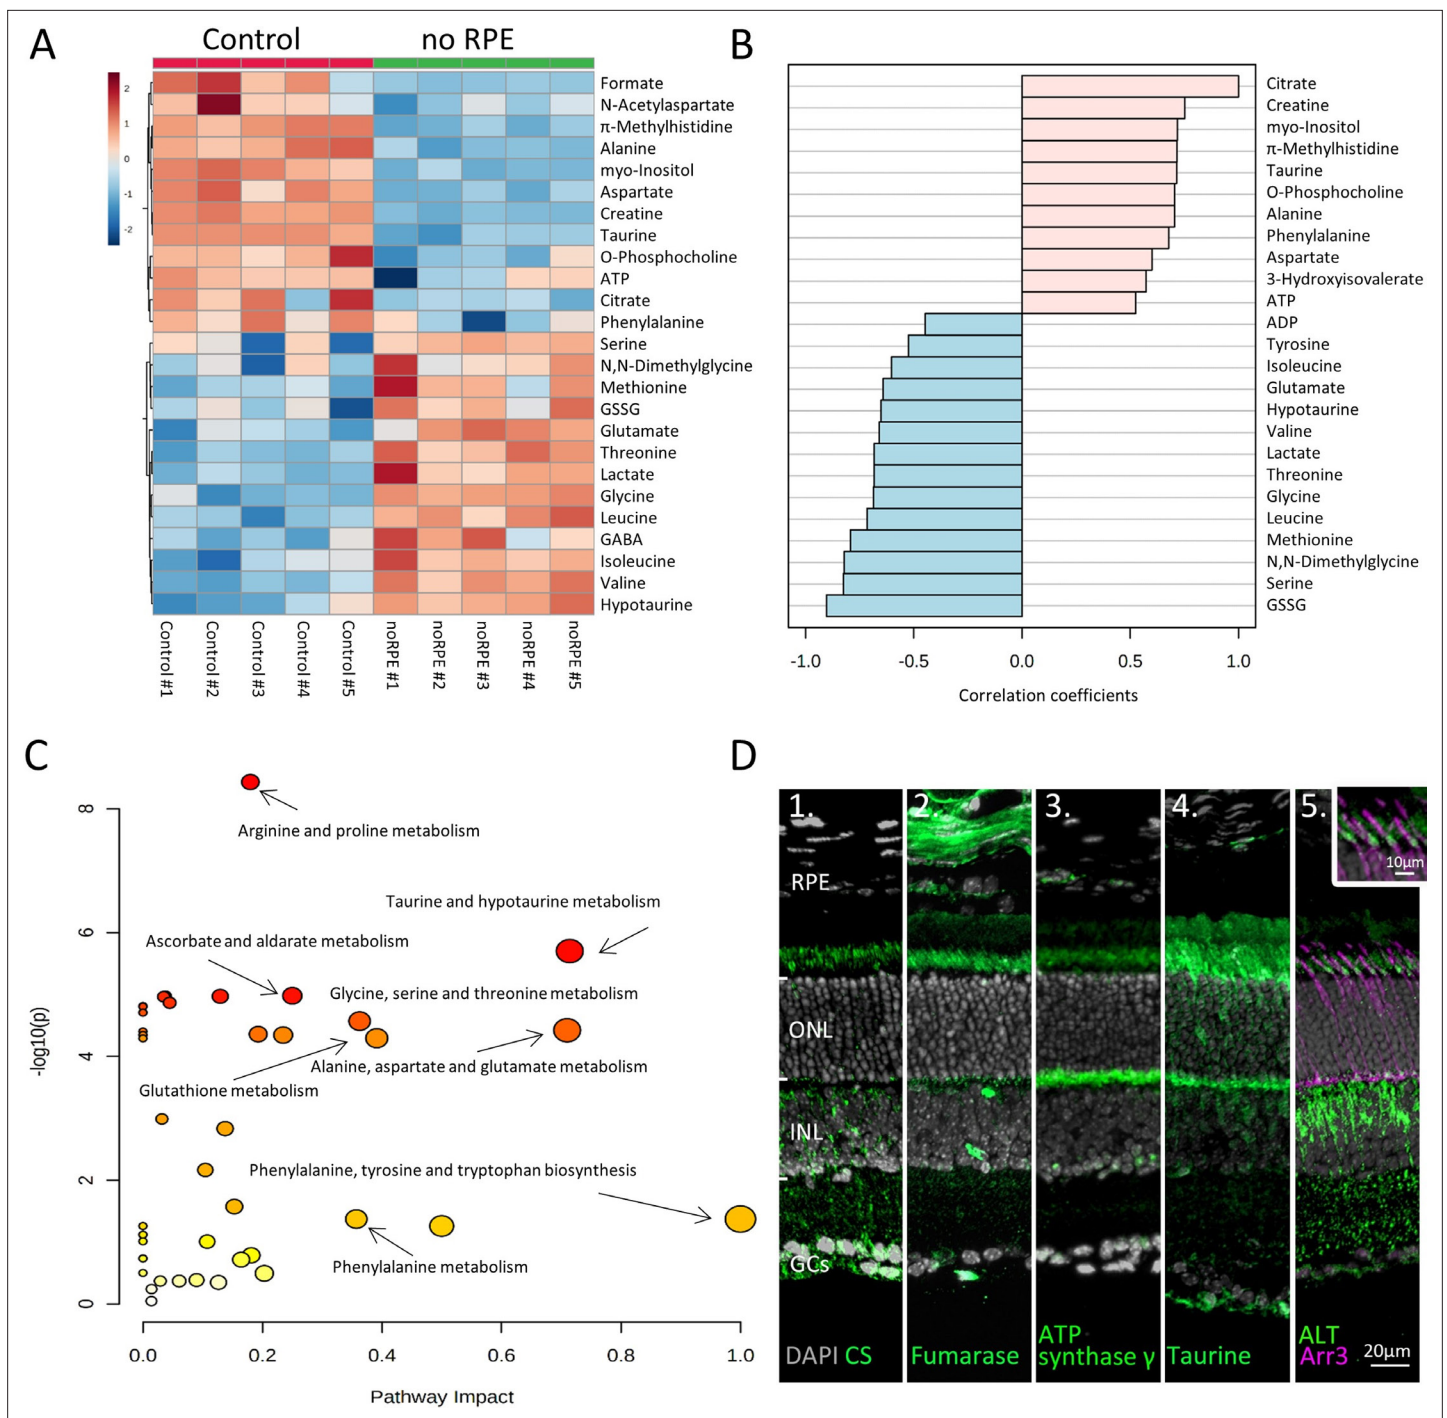 A
Control
no RPE
2
1
0
-1
-2
Formate
N-Acetylaspartate
π-Methylhistidine
Alanine
myo-Inositol
Aspartate
Creatine
Taurine
O-Phosphocholine
ATP
Citrate
Phenylalanine
Serine
N,N-Dimethylglycine
Methionine
GSSG
Glutamate
Threonine
Lactate
Glycine
Leucine
GABA
Isoleucine
Valine
Hypotaurine
Control #1
Control #2
Control #3
Control #4
Control #5
noRPE #1
noRPE #2
noRPE #3
noRPE #4
noRPE #5
B
Citrate
Creatine
myo-Inositol
π-Methylhistidine
Taurine
O-Phosphocholine
Alanine
Phenylalanine
Aspartate
3-Hydroxyisovalerate
ATP
ADP
Tyrosine
Isoleucine
Glutamate
Hypotaurine
Valine
Lactate
Threonine
Glycine
Leucine
Methionine
N,N-Dimethylglycine
Serine
GSSG
-1.0 -0.5 0.0 0.5 1.0
Correlation coefficients
C
-log10(p)
8
6
4
2
0
Arginine and proline metabolism
Taurine and hypotaurine metabolism
Ascorbate and aldarate metabolism
Glycine, serine and threonine metabolism
Alanine, aspartate and glutamate metabolism
Glutathione metabolism
Phenylalanine, tyrosine and tryptophan biosynthesis
Phenylalanine metabolism
0.0 0.2 0.4 0.6 0.8 1.0
Pathway Impact
D
1. 2. 3. 4. 5.
10µm
RPE
ONL
INL
GCs
DAPI CS
Fumarase
ATP
synthase γ
Taurine
ALT
Arr3
20µm